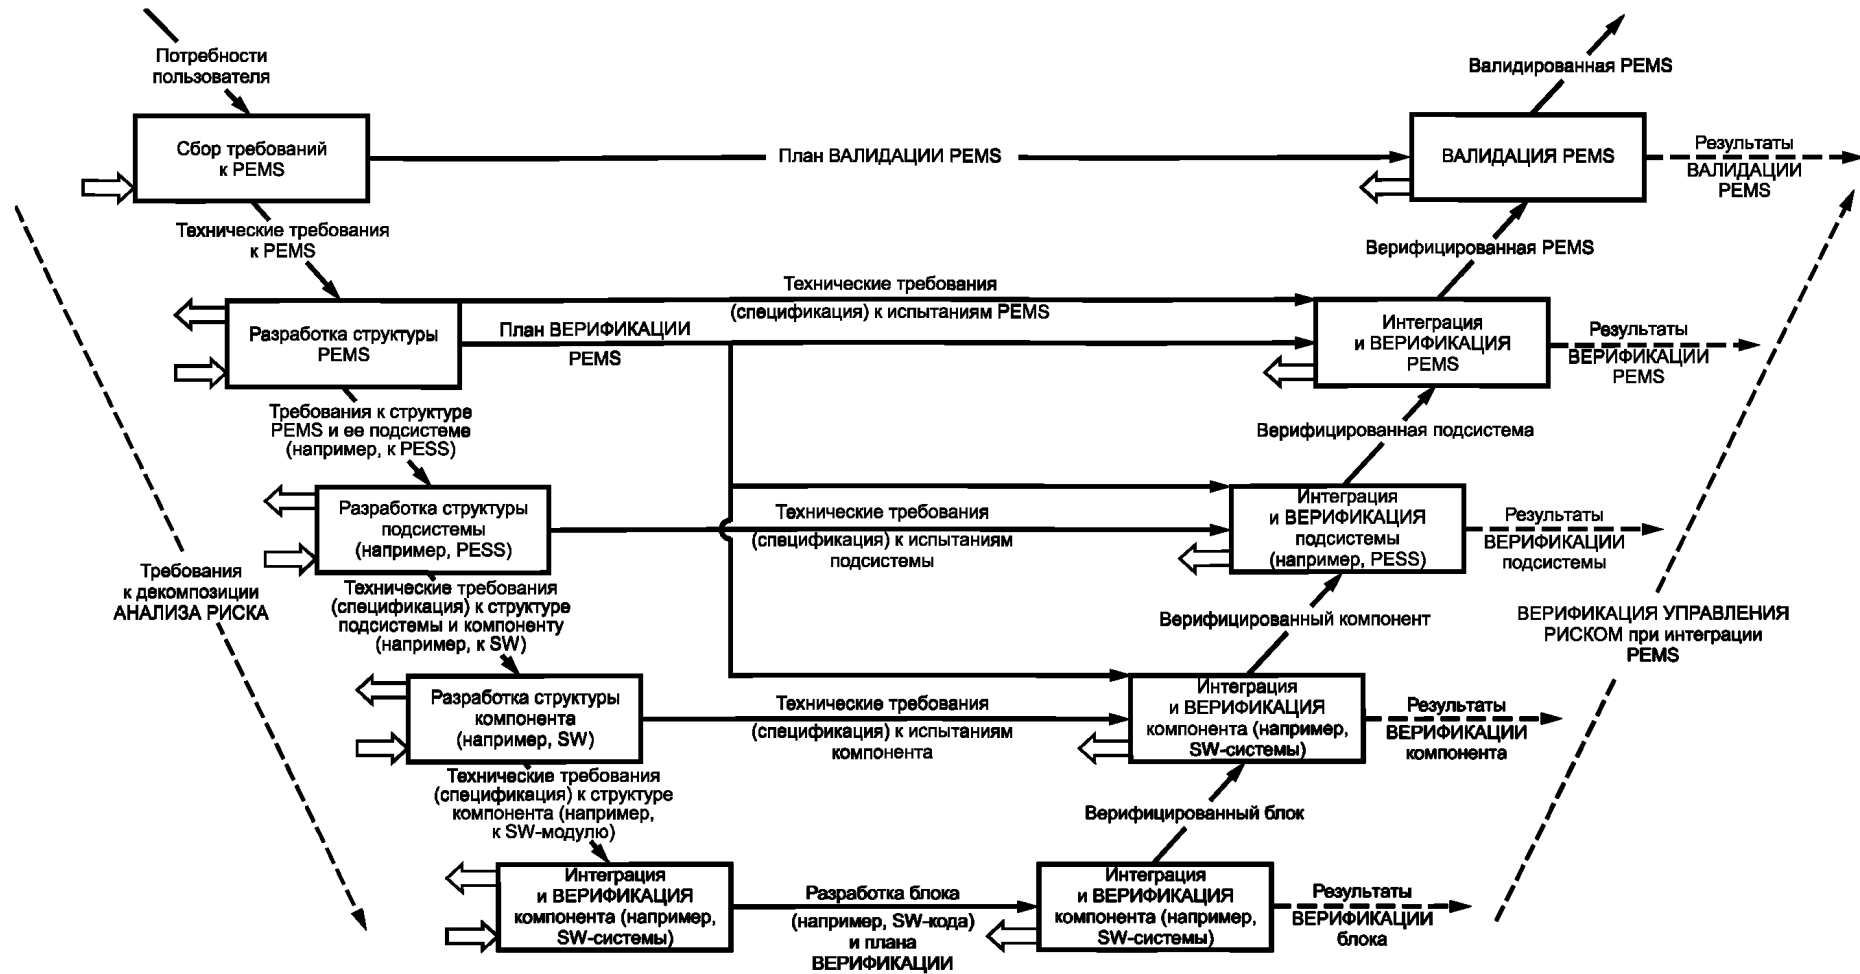 Потребности
пользователя
Валидированная PEMS
Сбор требований
к PEMS
План ВАЛИДАЦИИ PEMS
ВАЛИДАЦИЯ PEMS
Результаты
ВАЛИДАЦИИ
PEMS
Технические требования
к PEMS
Верифицированная PEMS
Разработка структуры
PEMS
Технические требования
(спецификация) к испытаниям PEMS
План ВЕРИФИКАЦИИ
PEMS
Интеграция
и ВЕРИФИКАЦИЯ
PEMS
Результаты
ВЕРИФИКАЦИИ
PEMS
Требования к структуре
PEMS и ее подсистеме
(например, к PESS)
Верифицированная подсистема
Разработка структуры
подсистемы
(например, PESS)
Технические требования
(спецификация) к испытаниям
подсистемы
Интеграция
и ВЕРИФИКАЦИЯ
подсистемы
(например, PESS)
Результаты
ВЕРИФИКАЦИИ
подсистемы
Требования
к декомпозиции
АНАЛИЗА РИСКА
Технические требования
(спецификация) к структуре
подсистемы и компоненту
(например, к SW)
Верифицированный компонент
ВЕРИФИКАЦИЯ УПРАВЛЕНИЯ
РИСКОМ при интеграции
PEMS
Разработка структуры
компонента
(например, SW)
Технические требования
(спецификация) к испытаниям
компонента
Интеграция
и ВЕРИФИКАЦИЯ
компонента (например,
SW-системы)
Результаты
ВЕРИФИКАЦИИ
компонента
Технические требования
(спецификация) к структуре
компонента (например,
к SW-модулю)
Верифицированный блок
Интеграция
и ВЕРИФИКАЦИЯ
компонента (например,
SW-системы)
Разработка блока
(например, SW-кода)
и плана
ВЕРИФИКАЦИИ
Интеграция
и ВЕРИФИКАЦИЯ
компонента (например,
SW-системы)
Результаты
ВЕРИФИКАЦИИ
блока